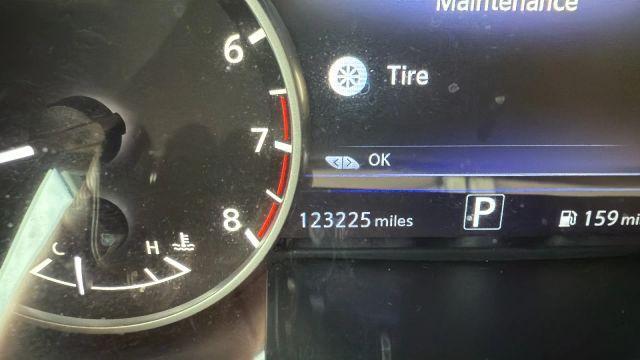 Maintenance
Tire
OK
6
7
8
C
H
123225 miles
P
159 mi